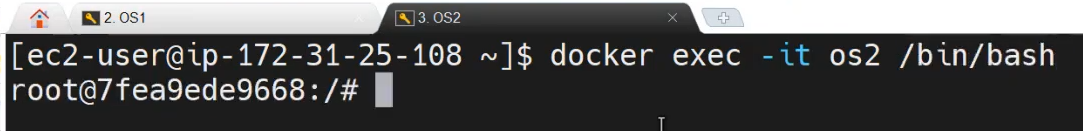 2. OS1
3. OS2
[ec2-user@ip-172-31-25-108 ~]$ docker exec -it os2 /bin/bash
root@7fea9ede9668:/#